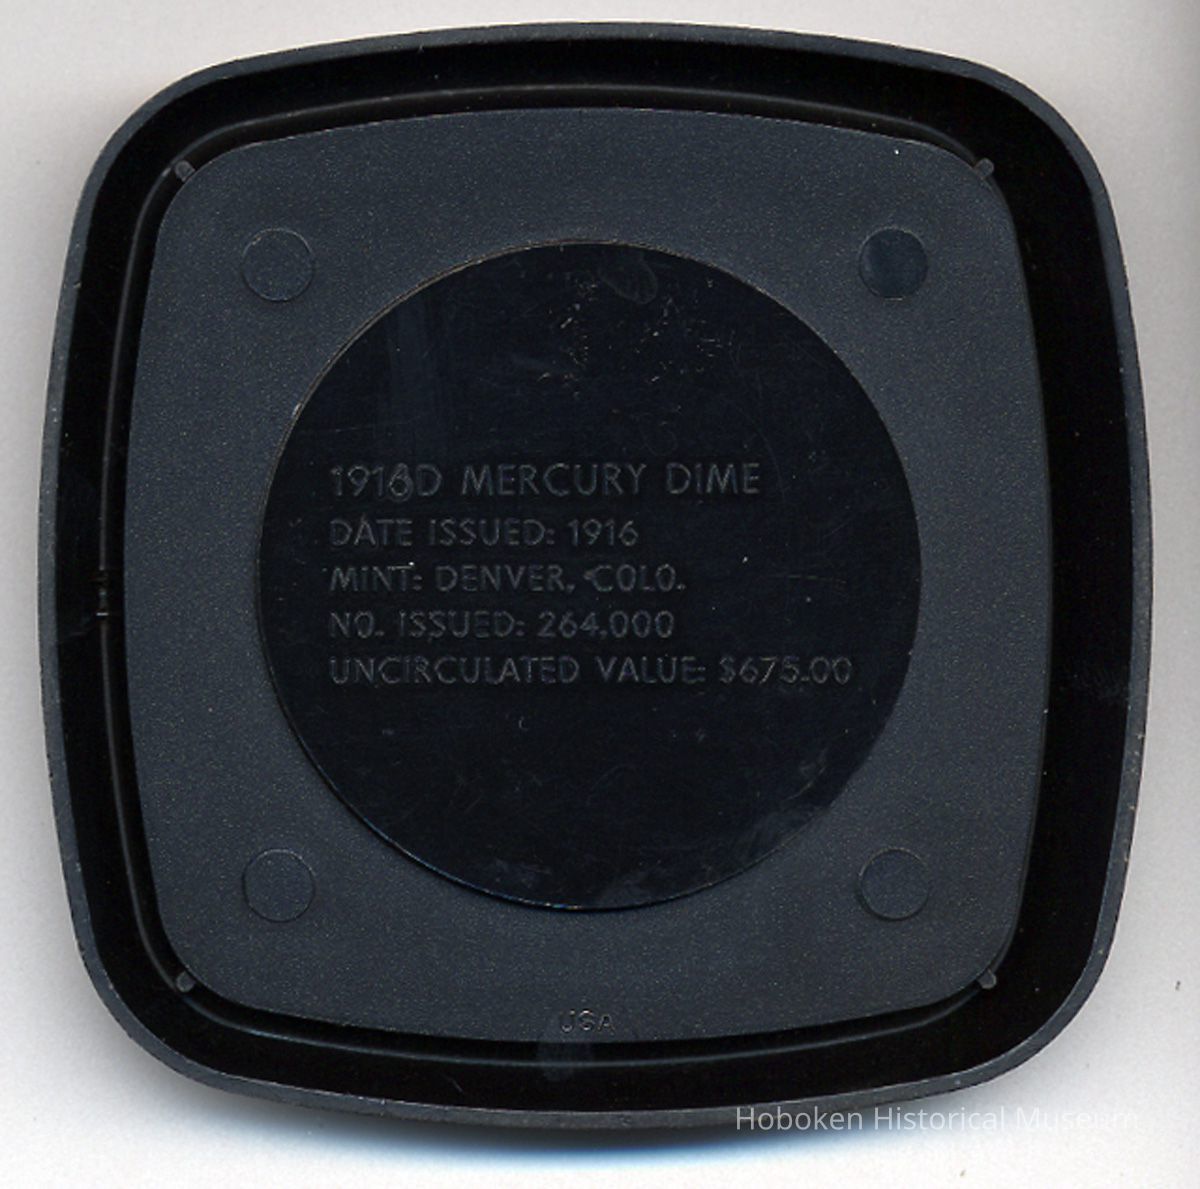 1916D MERCURY DIME
DATE ISSUED: 1916
MINT: DENVER, COLO.
NO. ISSUED: 264,000
UNCIRCULATED VALUE: $675.00
USA
Hoboken Historical Museum